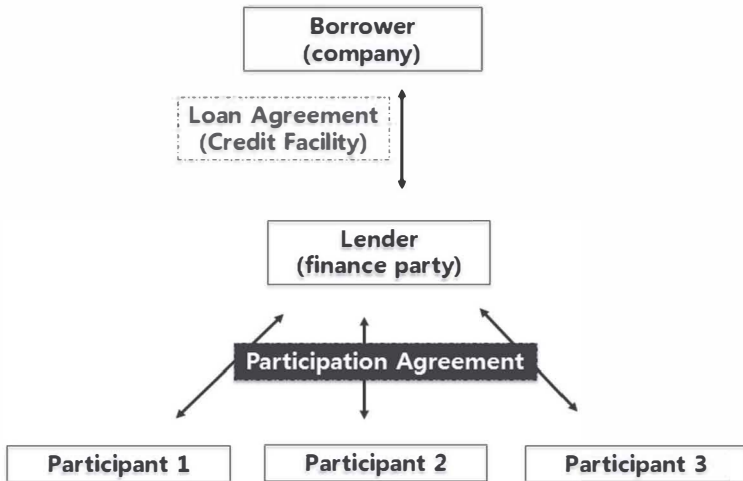 Borrower
(company)
Loan Agreement
(Credit Facility)
Lender
(finance party)
Participation Agreement
Participant 1
Participant 2
Participant 3